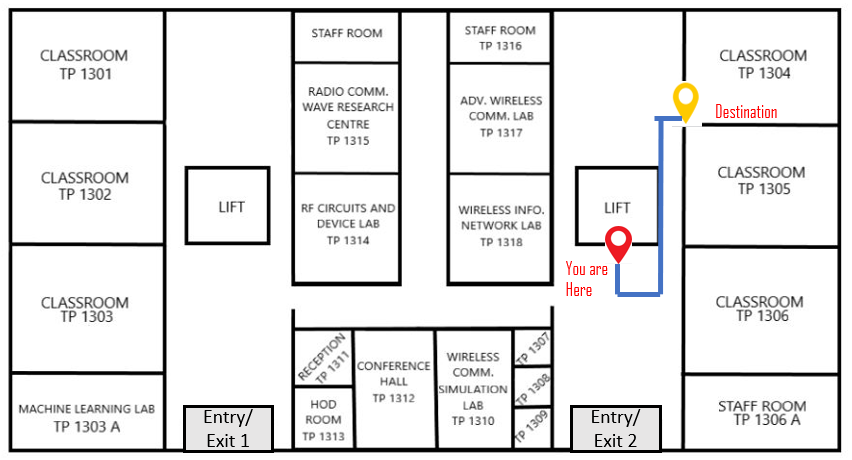 CLASSROOM
TP 1301
CLASSROOM
TP 1302
CLASSROOM
TP 1303
MACHINE LEARNING LAB
TP 1303 A
LIFT
Entry/
Exit 1
STAFF ROOM
RADIO COMM.
WAVE RESEARCH
CENTRE
TP 1315
RF CIRCUITS AND
DEVICE LAB
TP 1314
STAFF ROOM
TP 1316
ADV. WIRELESS
COMM. LAB
TP 1317
WIRELESS INFO.
NETWORK LAB
TP 1318
RECEPTION
TP 1311
HOD
ROOM
TP 1313
CONFERENCE
HALL
TP 1312
WIRELESS
COMM.
SIMULATION
LAB
TP 1310
TP 1307
TP 1308
TP 1309
LIFT
You are
Here
Entry/
Exit 2
Destination
CLASSROOM
TP 1304
CLASSROOM
TP 1305
CLASSROOM
TP 1306
STAFF ROOM
TP 1306 A